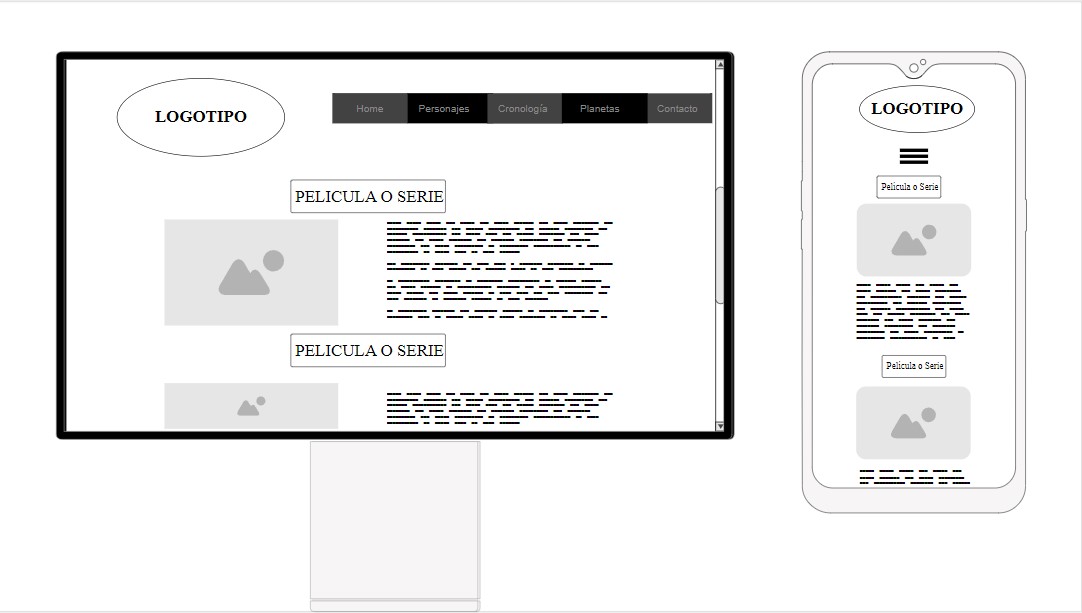 LOGOTIPO
Home Personajes Cronología Planetas Contacto
PELICULA O SERIE
PELICULA O SERIE
LOGOTIPO
Pelicula o Serie
Pelicula o Serie